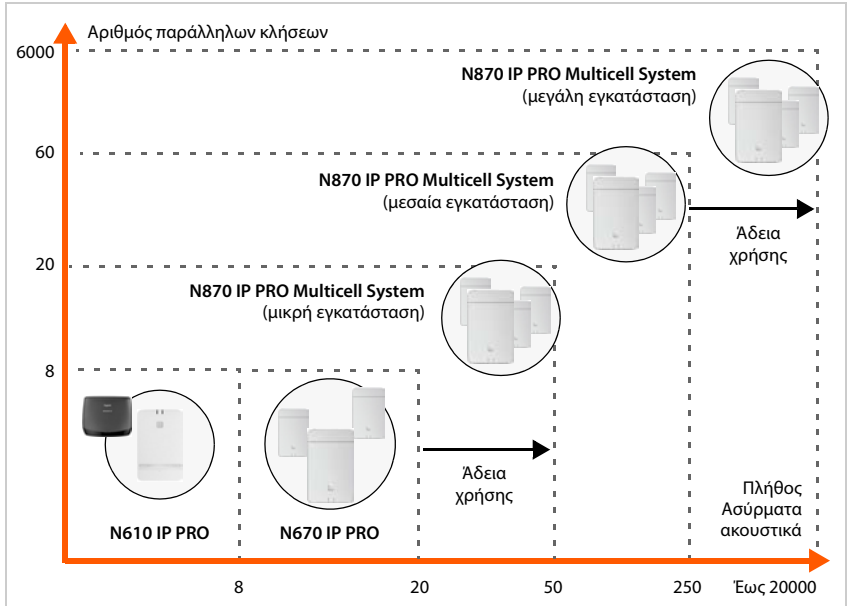 Αριθμός παράλληλων κλήσεων
6000
N870 IP PRO Multicell System
(μεγάλη εγκατάσταση)
60
N870 IP PRO Multicell System
(μεσαία εγκατάσταση)
Άδεια
χρήσης
20
N870 IP PRO Multicell System
(μικρή εγκατάσταση)
8
Άδεια
χρήσης
Πλήθος
Ασύρματα
ακουστικά
N610 IP PRO
N670 IP PRO
8
20
50
250
Έως 20000